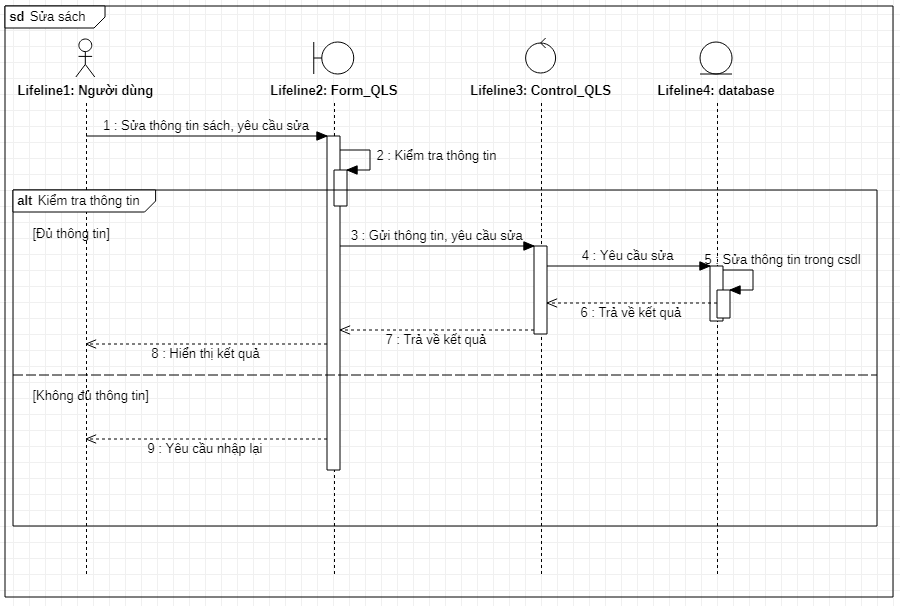 sd Sửa sách
Lifeline1: Người dùng
Lifeline2: Form_QLS
Lifeline3: Control_QLS
Lifeline4: database
1 : Sửa thông tin sách, yêu cầu sửa
2 : Kiểm tra thông tin
alt Kiểm tra thông tin
[Đủ thông tin]
3 : Gửi thông tin, yêu cầu sửa
4 : Yêu cầu sửa
5 : Sửa thông tin trong csdl
6 : Trả về kết quả
7 : Trả về kết quả
8 : Hiển thị kết quả
[Không đủ thông tin]
9 : Yêu cầu nhập lại